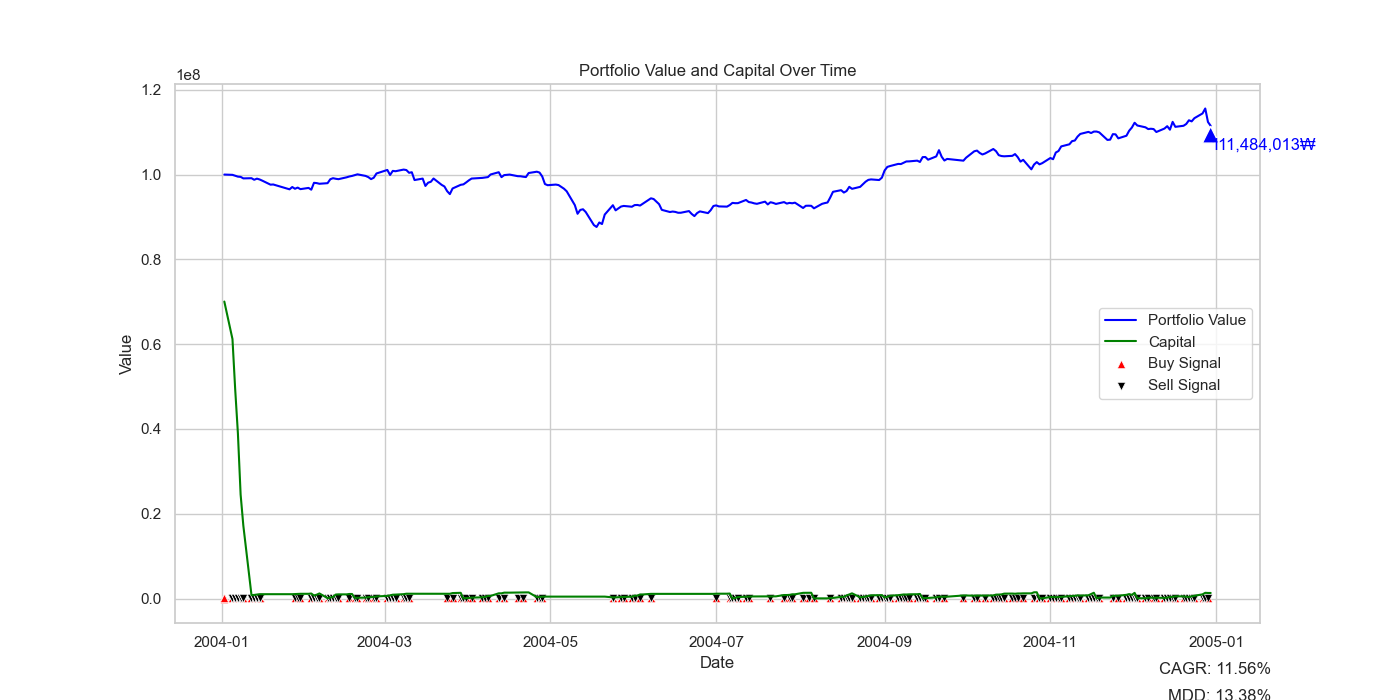 Portfolio Value and Capital Over Time
1e8
1.2
1.0
0.8
0.6
0.4
0.2
0.0
Value
111,484,013₩
Portfolio Value
Capital
Buy Signal
Sell Signal
2004-01
2004-03
2004-05
2004-07
2004-09
2004-11
2005-01
Date
CAGR: 11.56%
MDD: 13.38%